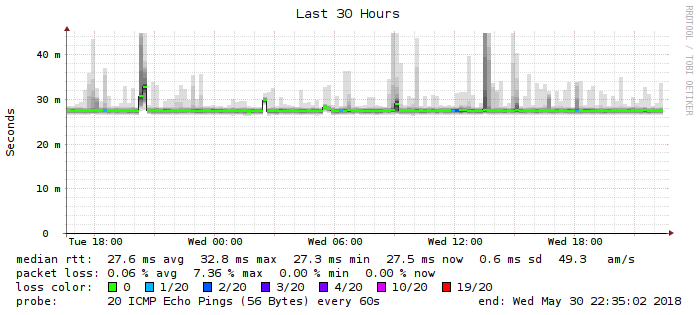 Last 30 Hours
RRDTOOL / TOBI OETIKER
40 m
30 m
20 m
10 m
0
Seconds
Tue 18:00 Wed 00:00 Wed 06:00 Wed 12:00 Wed 18:00
median rtt: 27.6 ms avg 32.8 ms max 27.3 ms min 27.5 ms now 0.6 ms sd 49.3 am/s
packet loss: 0.06 % avg 7.36 % max 0.00 % min 0.00 % now
loss color: 0 1/20 2/20 3/20 4/20 10/20 19/20
probe: 20 ICMP Echo Pings (56 Bytes) every 60s end: Wed May 30 22:35:02 2018